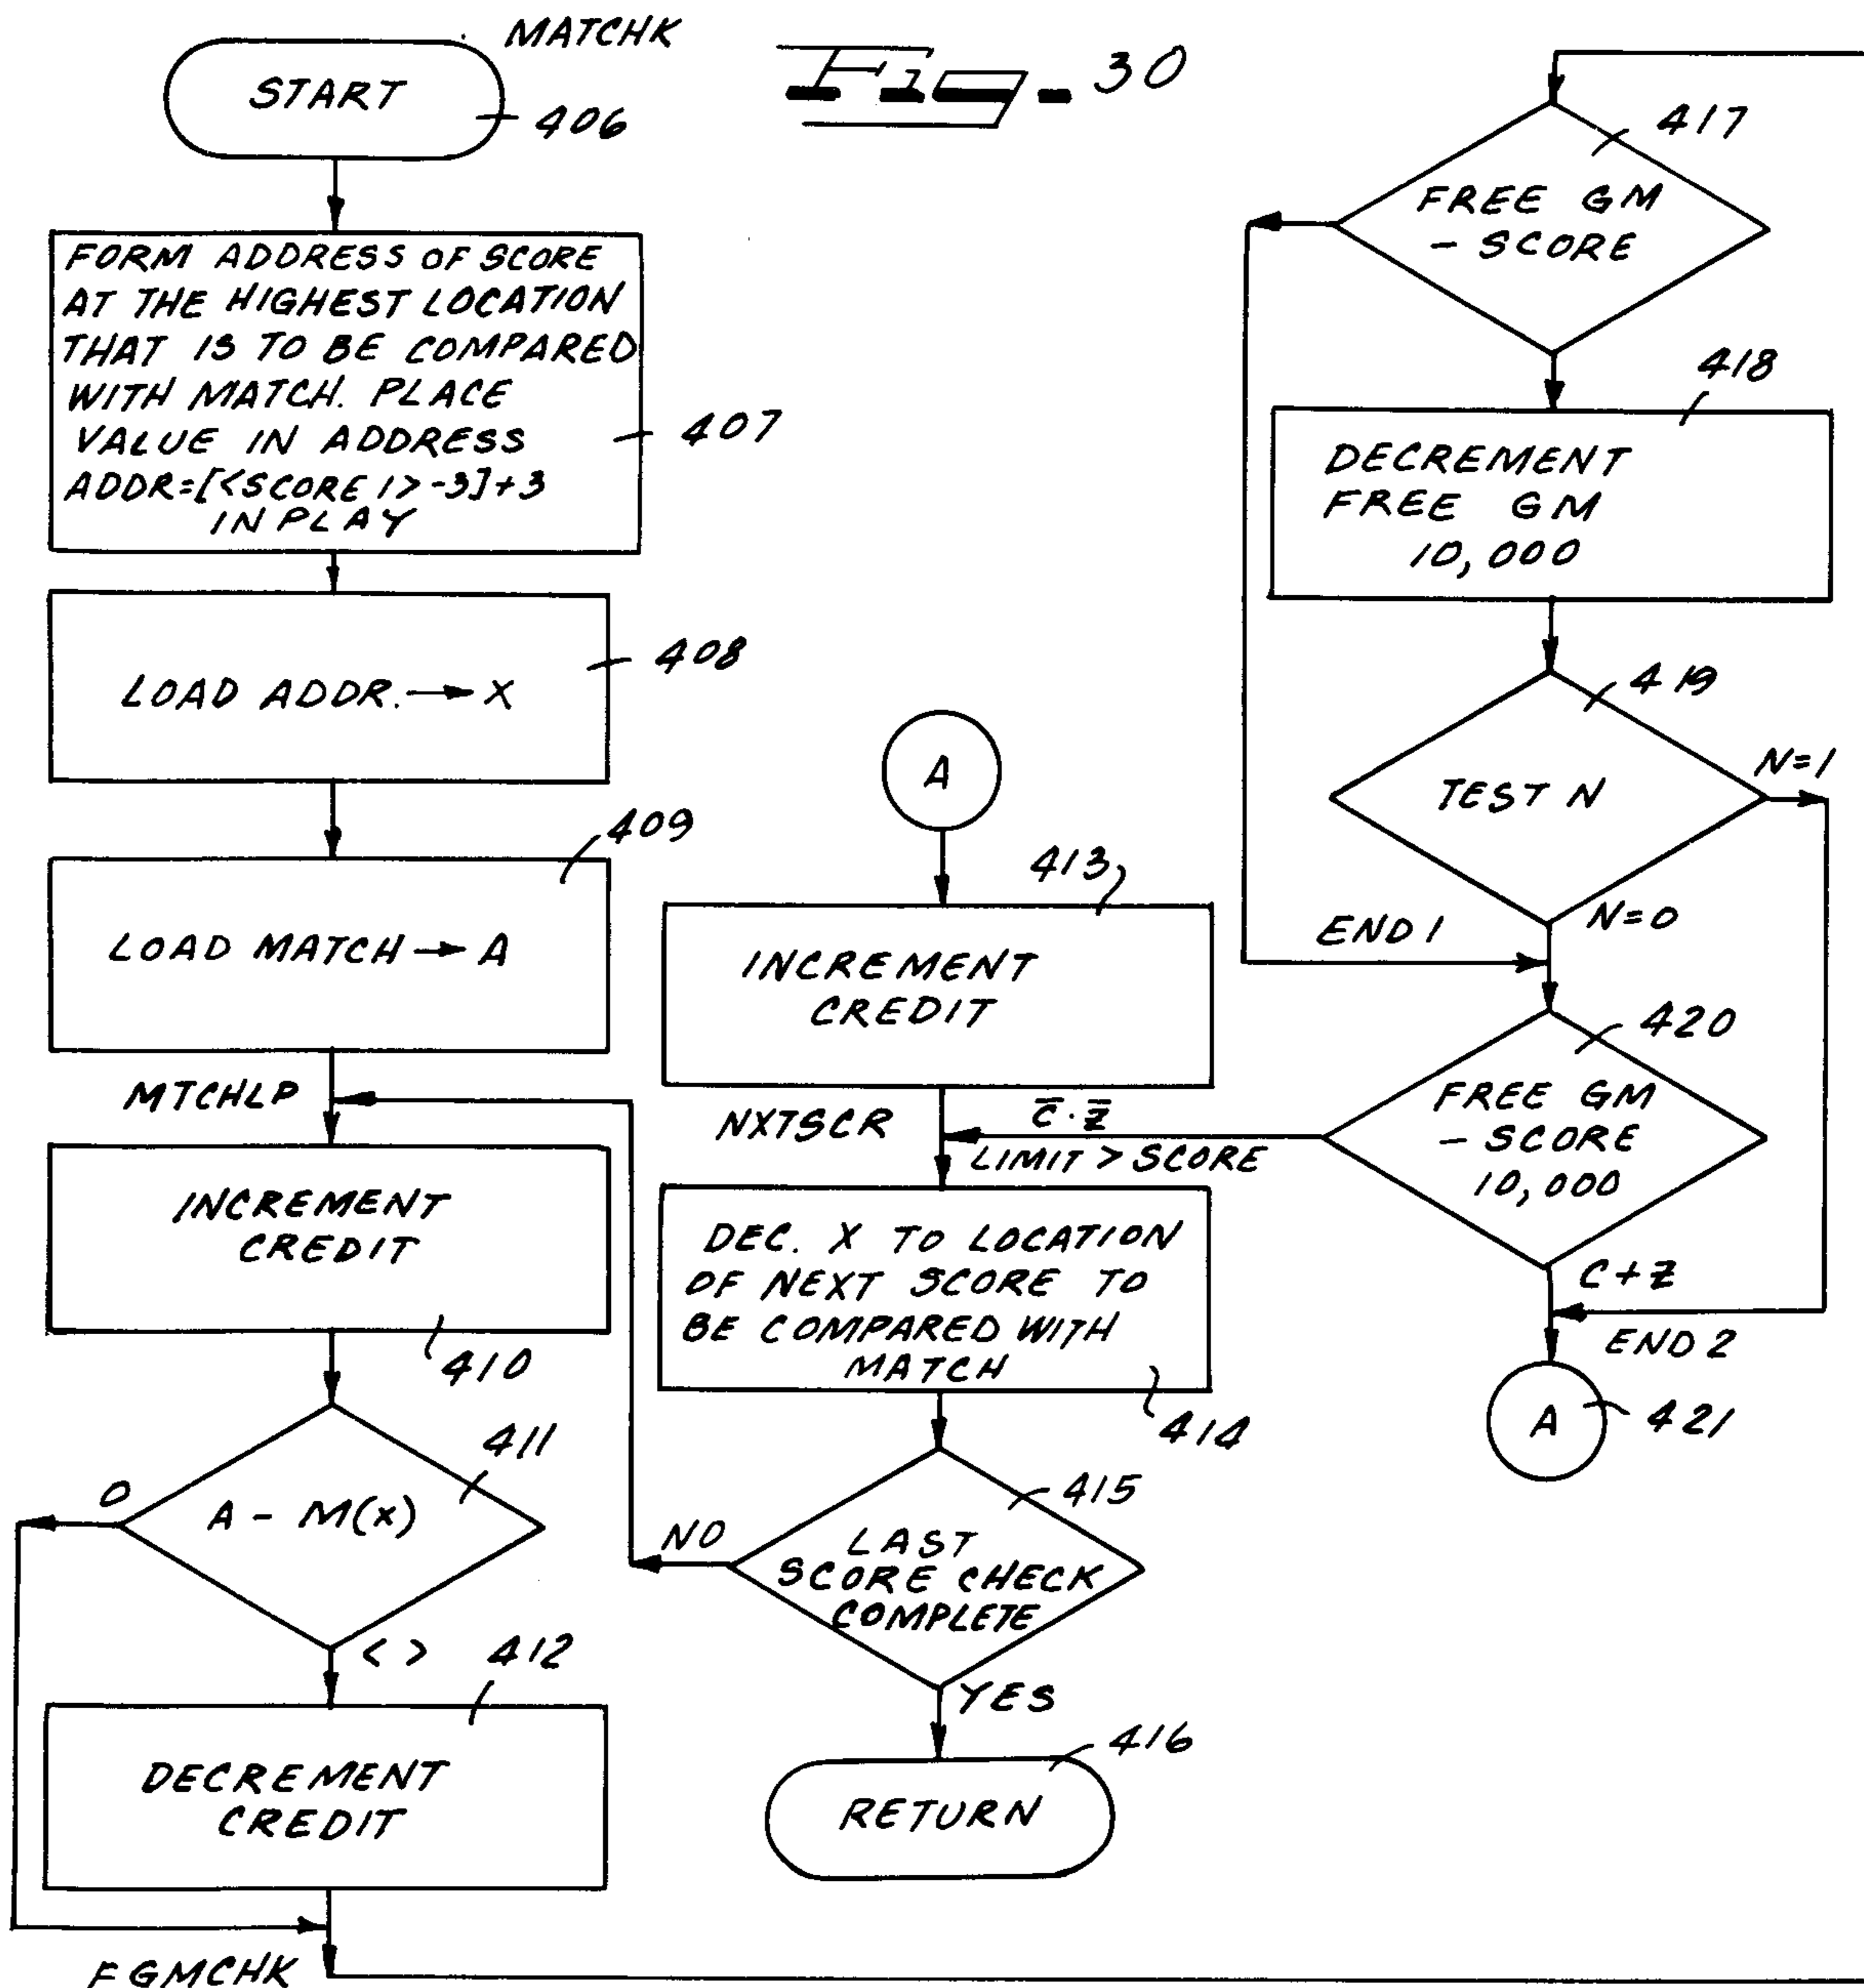 MATCHK
Fig-30
START
406
FORM ADDRESS OF SCORE
AT THE HIGHEST LOCATION
THAT IS TO BE COMPARED
WITH MATCH. PLACE
VALUE IN ADDRESS
ADDR=[<SCORE 1>-3]+3
IN PLAY
407
LOAD ADDR. → X
408
LOAD MATCH → A
409
MTCHLP
INCREMENT
CREDIT
410
A - M(x)
411
0
< >
412
DECREMENT
CREDIT
FGMCHK
A
413
INCREMENT
CREDIT
NXTSCR
C̅·Z̅
LIMIT > SCORE
DEC. X TO LOCATION
OF NEXT SCORE TO
BE COMPARED WITH
MATCH
414
415
LAST
SCORE CHECK
COMPLETE
NO
YES
416
RETURN
417
FREE GM
- SCORE
418
DECREMENT
FREE GM
10,000
419
TEST N
N=1
N=0
END 1
420
FREE GM
- SCORE
10,000
C+Z
END 2
A
421